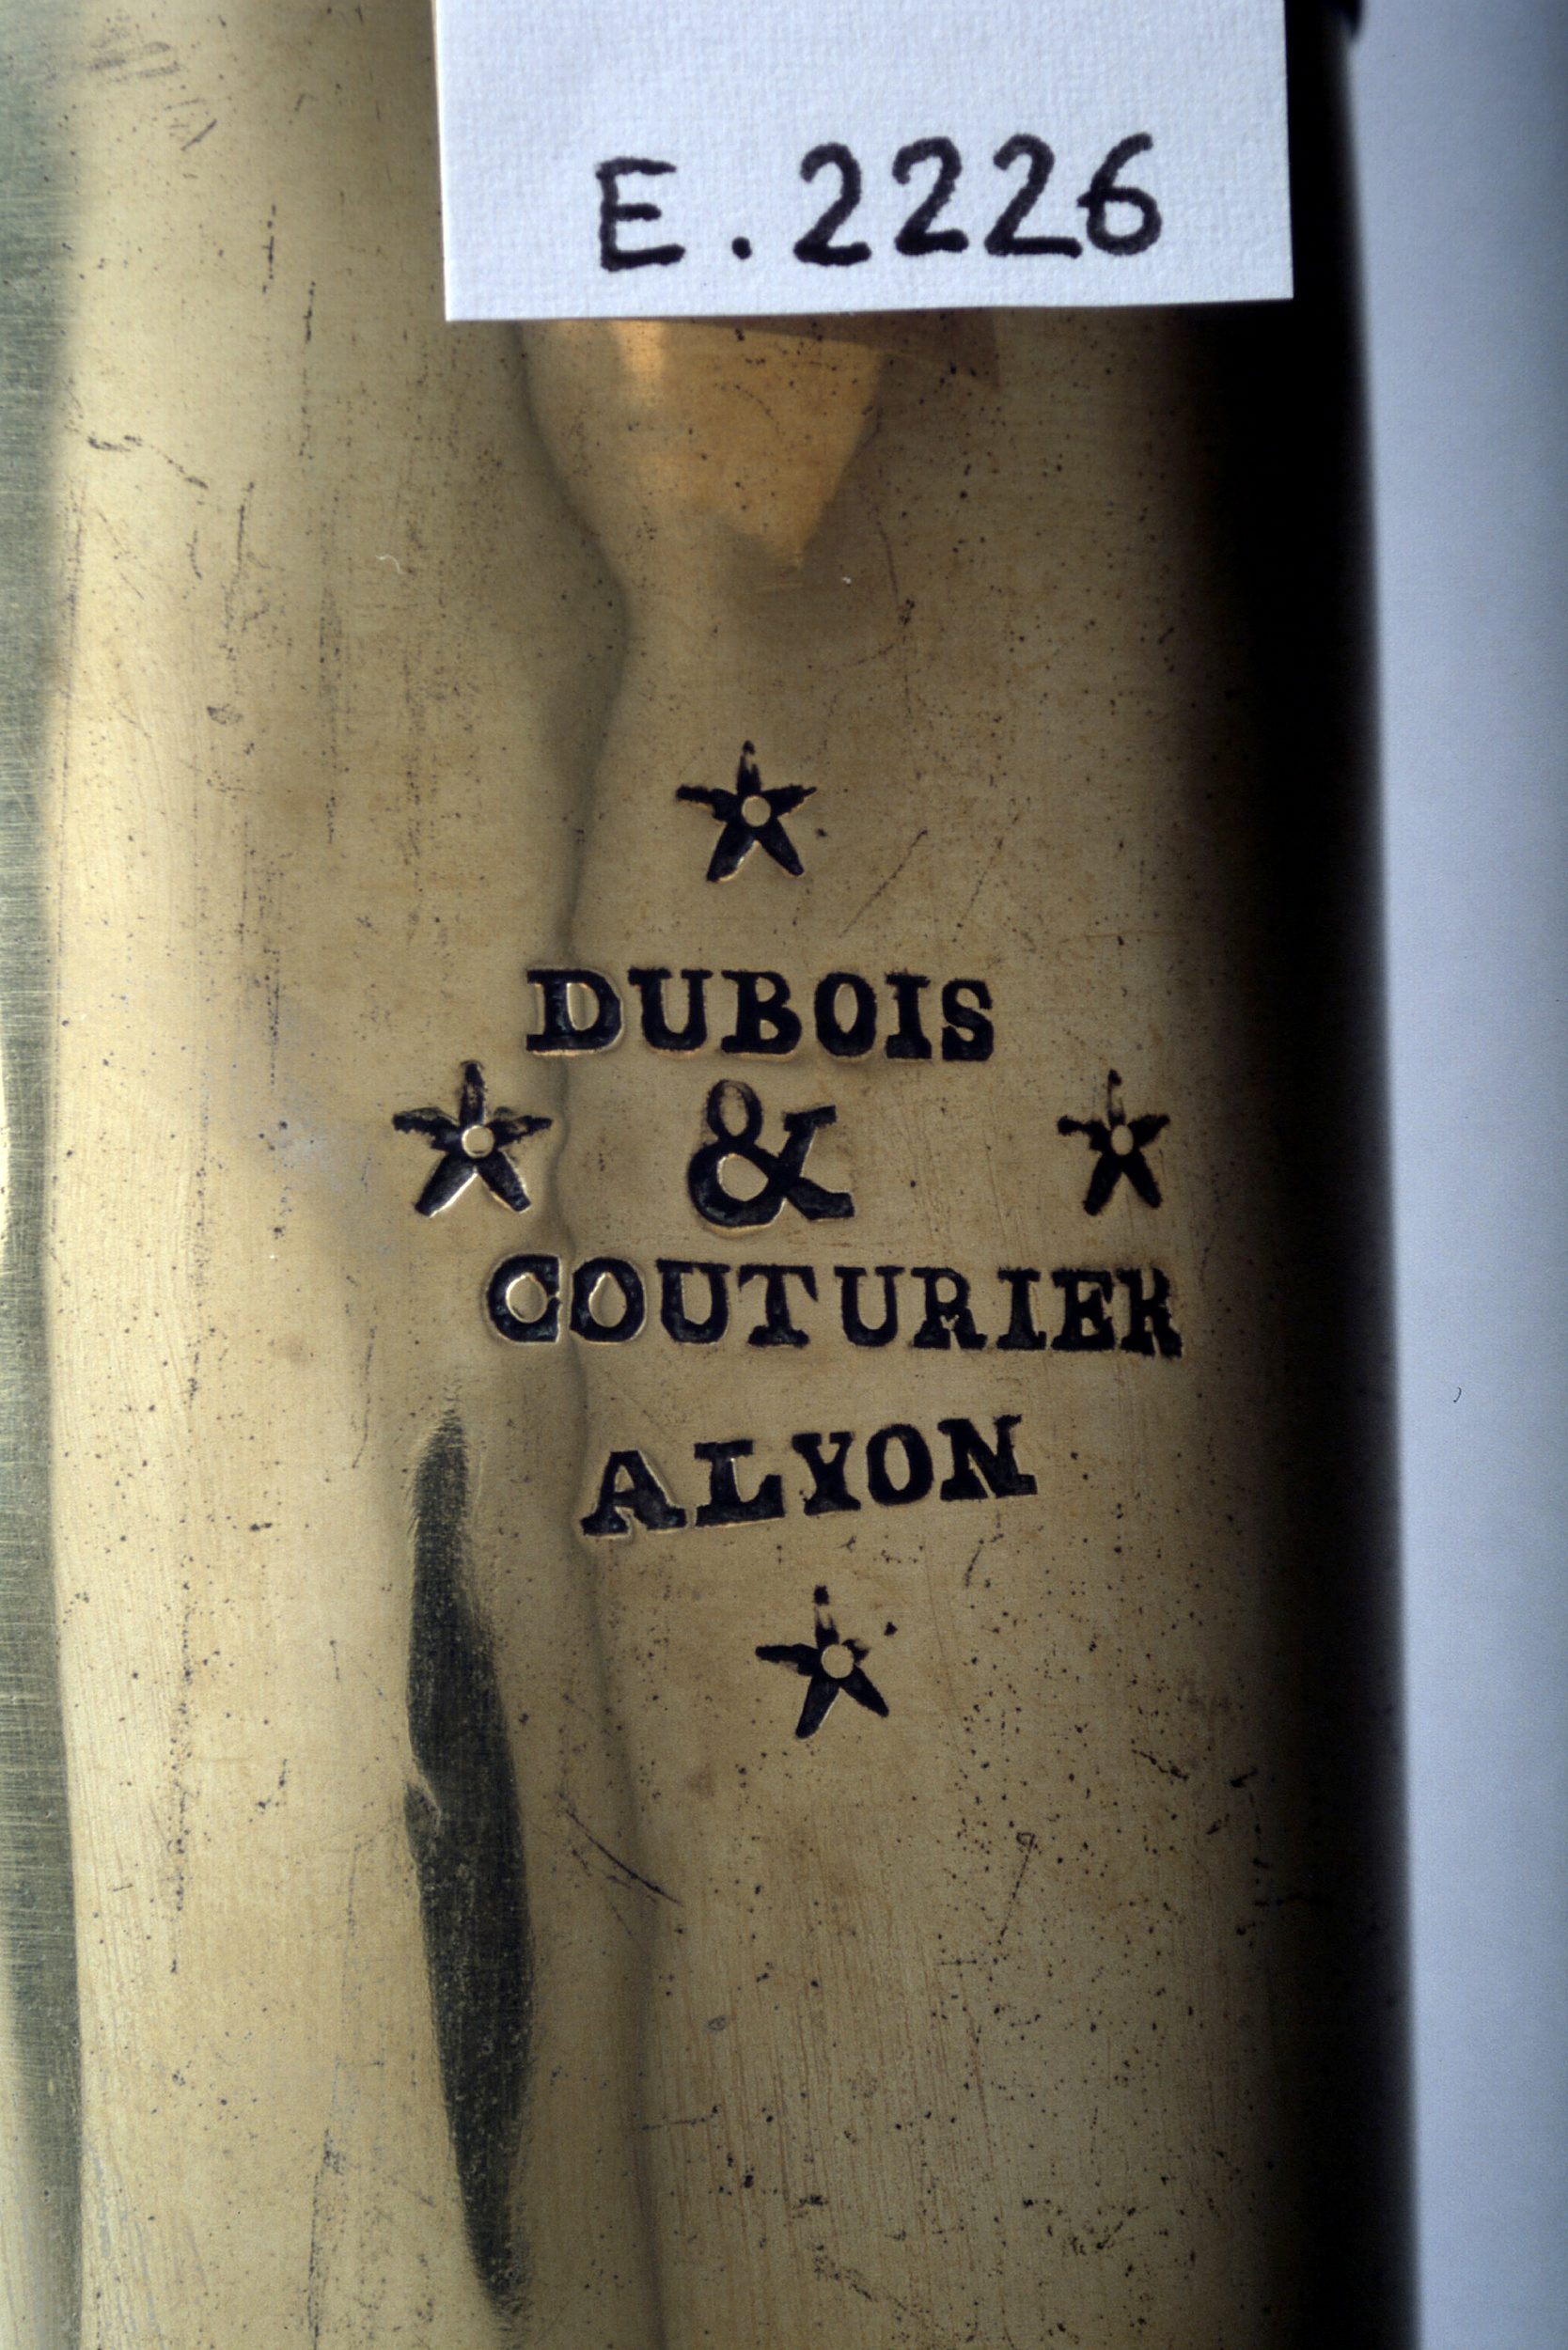 E.2226
DUBOIS
&
COUTURIER
ALYON